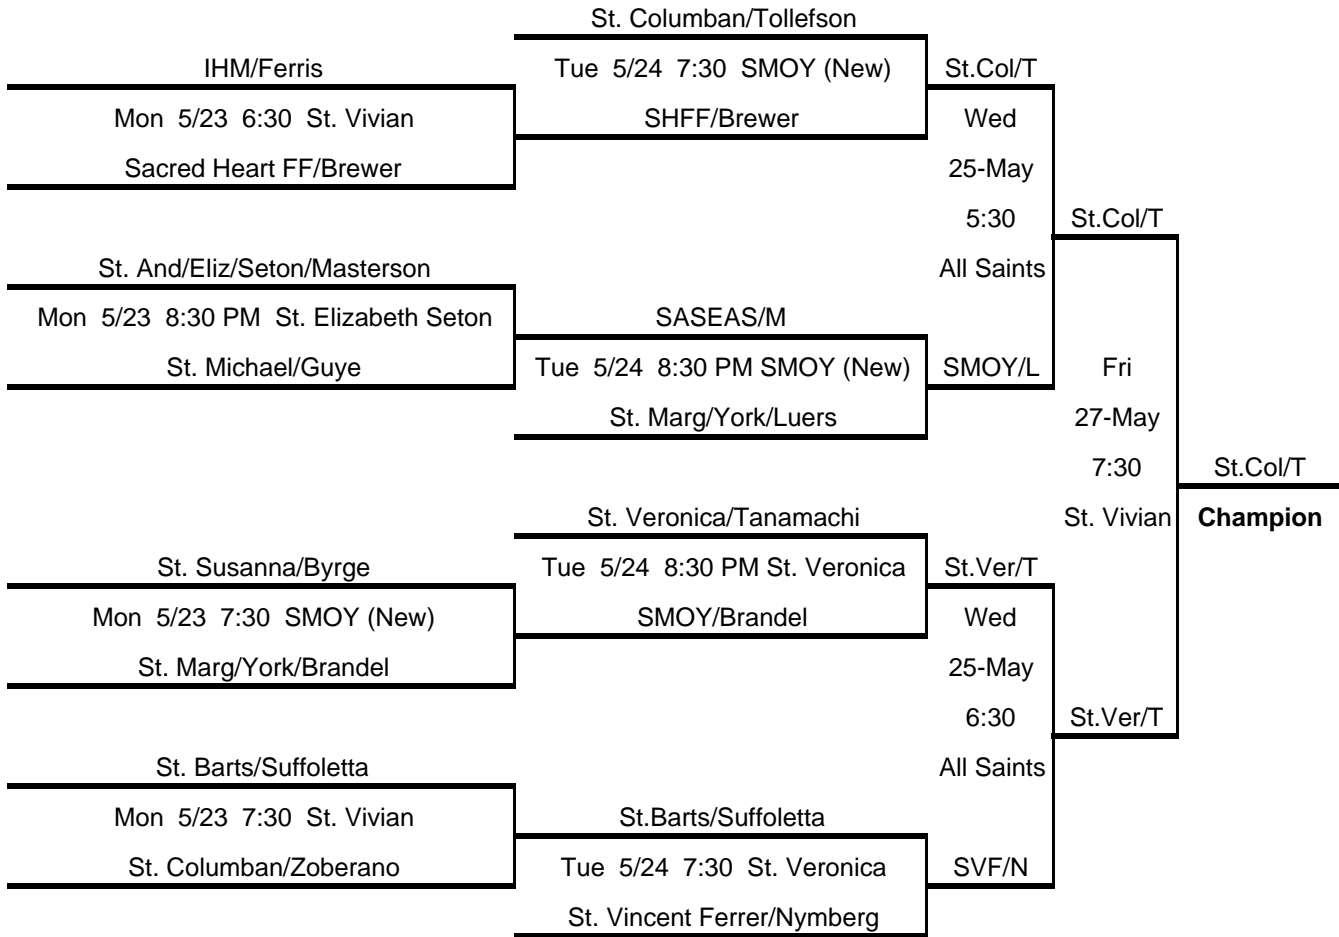 St. Columban/Tollefson
IHM/Ferris
Tue 5/24 7:30 SMOY (New)
St.Col/T
Mon 5/23 6:30 St. Vivian
SHFF/Brewer
Wed
Sacred Heart FF/Brewer
25-May
5:30
St.Col/T
St. And/Eliz/Seton/Masterson
All Saints
Mon 5/23 8:30 PM St. Elizabeth Seton
SASEAS/M
St. Michael/Guye
Tue 5/24 8:30 PM SMOY (New)
SMOY/L
Fri
St. Marg/York/Luers
27-May
7:30
St.Col/T
St. Veronica/Tanamachi
St. Vivian
Champion
St. Susanna/Byrge
Tue 5/24 8:30 PM St. Veronica
St.Ver/T
Mon 5/23 7:30 SMOY (New)
SMOY/Brandel
Wed
St. Marg/York/Brandel
25-May
6:30
St.Ver/T
St. Barts/Suffoletta
All Saints
Mon 5/23 7:30 St. Vivian
St.Barts/Suffoletta
St. Columban/Zoberano
Tue 5/24 7:30 St. Veronica
SVF/N
St. Vincent Ferrer/Nymberg